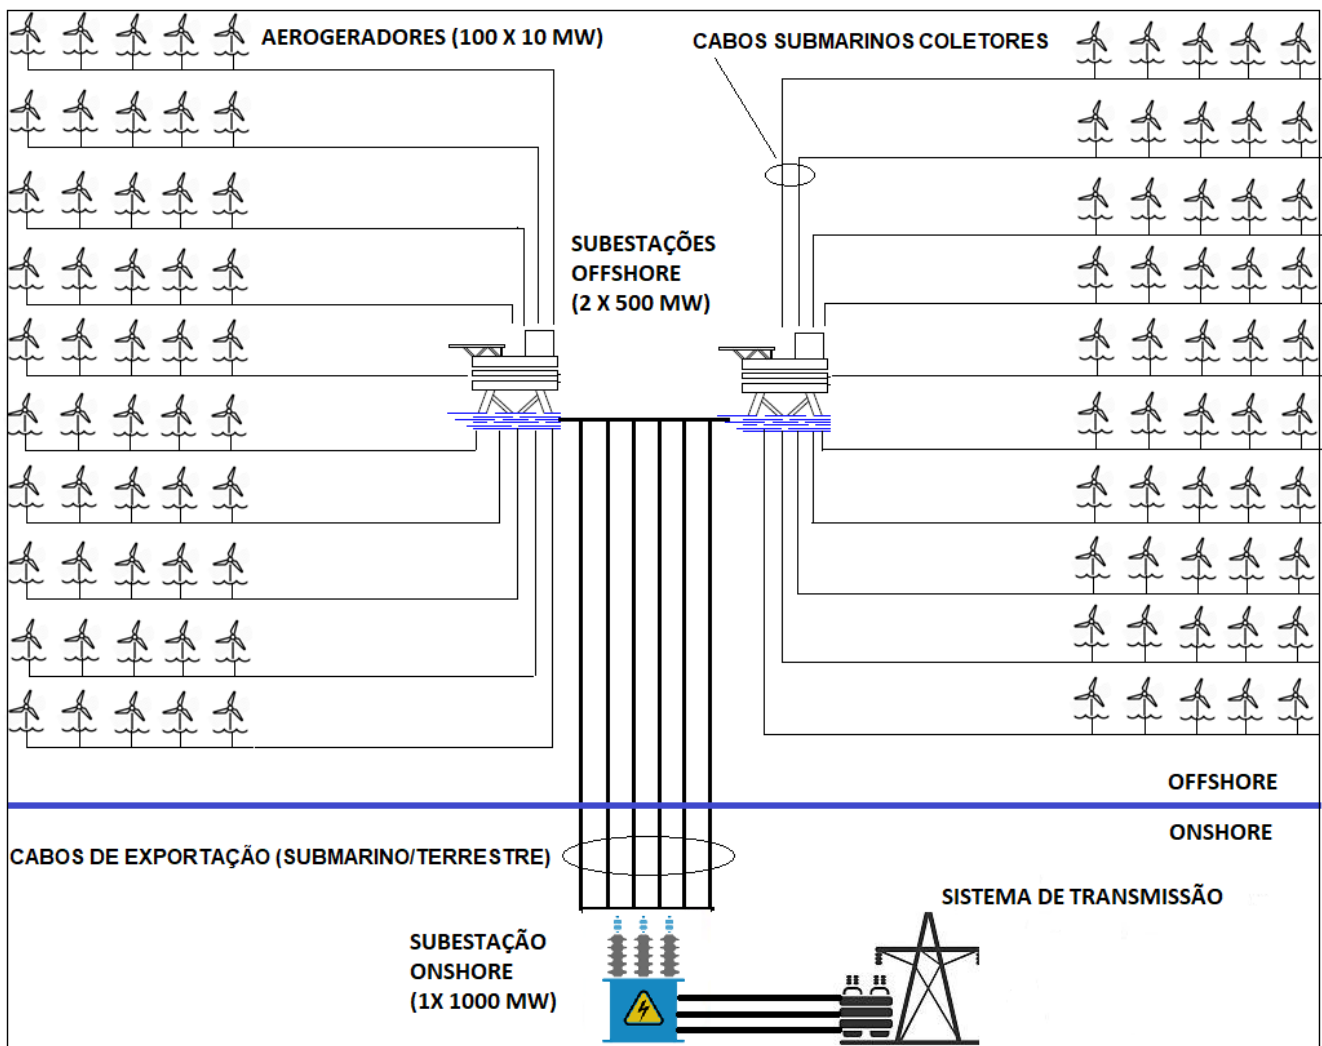 AEROGERADORES (100 X 10 MW)
CABOS SUBMARINOS COLETORES
SUBESTAÇÕES
OFFSHORE
(2 X 500 MW)
OFFSHORE
ONSHORE
CABOS DE EXPORTAÇÃO (SUBMARINO/TERRESTRE)
SISTEMA DE TRANSMISSÃO
SUBESTAÇÃO
ONSHORE
(1X 1000 MW)